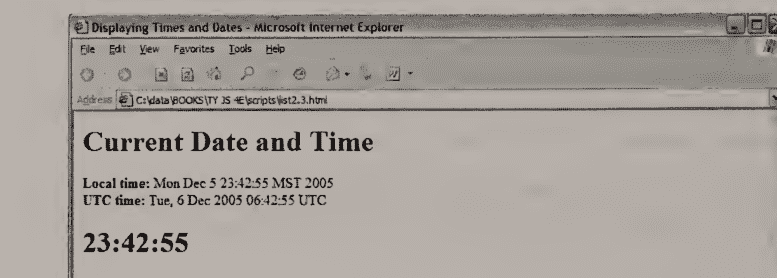 Displaying Times and Dates - Microsoft Internet Explorer
File Edit View Favorites Tools Help
Address C:\data\BOOKS\TY JS 4E\scripts\list2.3.html
Current Date and Time
Local time: Mon Dec 5 23:42:55 MST 2005
UTC time: Tue, 6 Dec 2005 06:42:55 UTC
23:42:55